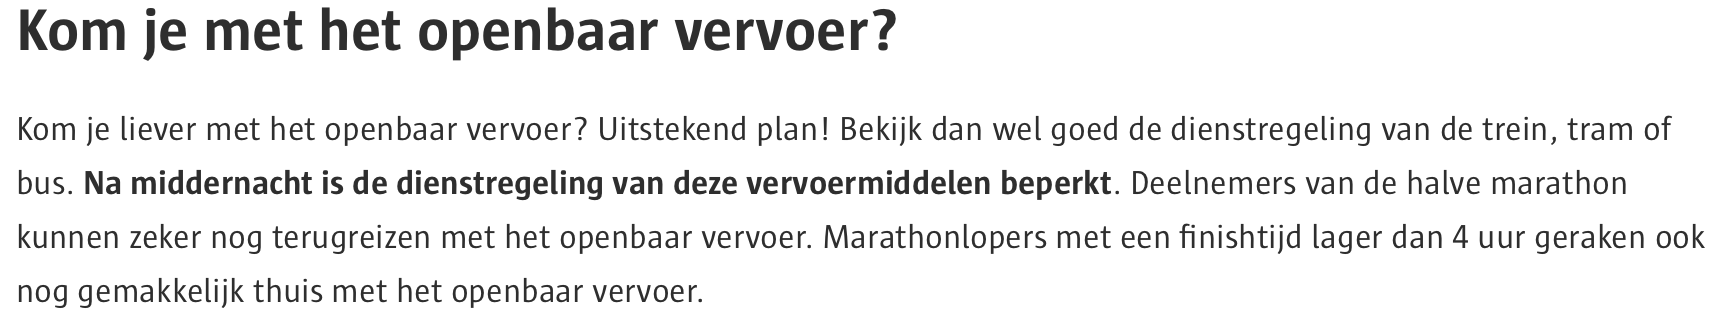 Kom je met het openbaar vervoer?
Kom je liever met het openbaar vervoer? Uitstekend plan! Bekijk dan wel goed de dienstregeling van de trein, tram of
bus. Na middernacht is de dienstregeling van deze vervoermiddelen beperkt. Deelnemers van de halve marathon
kunnen zeker nog terugreizen met het openbaar vervoer. Marathonlopers met een finishtijd lager dan 4 uur geraken ook
nog gemakkelijk thuis met het openbaar vervoer.